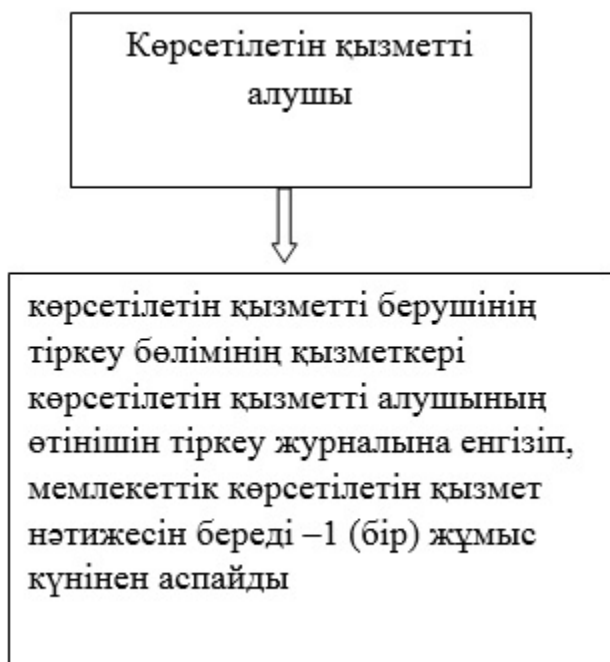 Көрсетілетін қызметті
алушы
көрсетілетін қызметті берушінің
тіркеу бөлімінің қызметкері
көрсетілетін қызметті алушының
өтінішін тіркеу журналына енгізіп,
мемлекеттік көрсетілетін қызмет
нәтижесін береді –1 (бір) жұмыс
күнінен аспайды